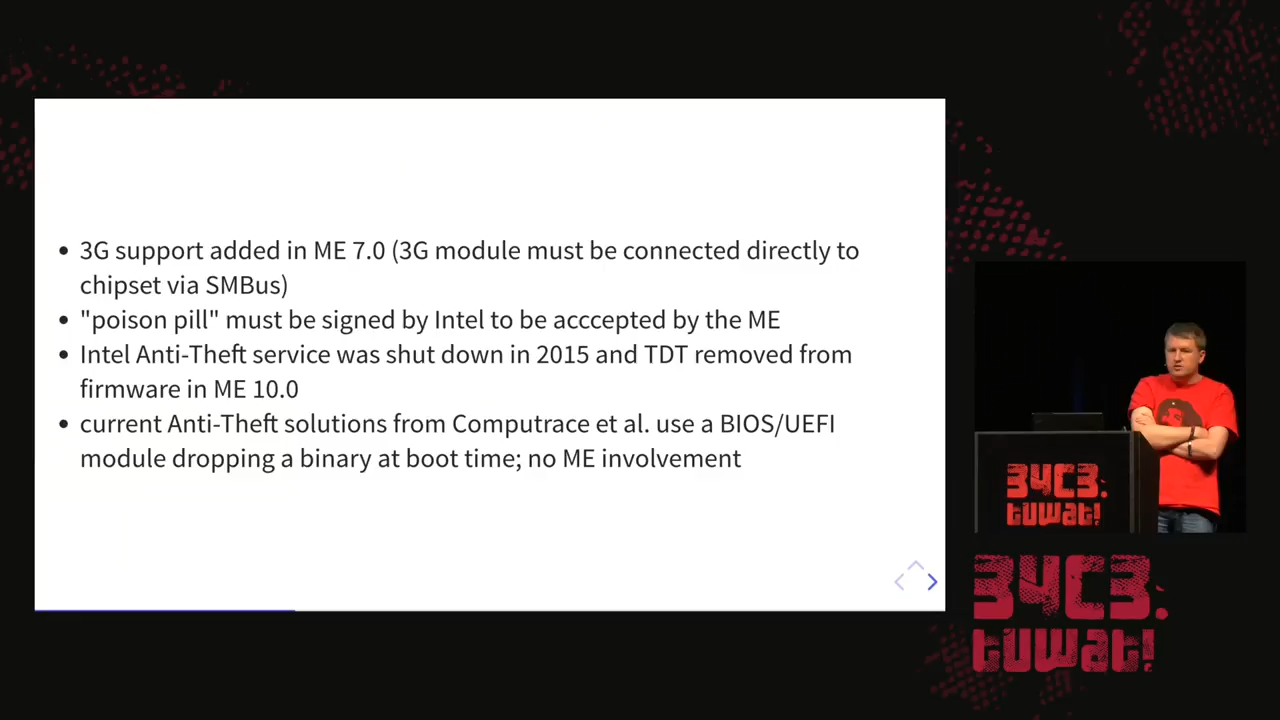 3G support added in ME 7.0 (3G module must be connected directly to
chipset via SMBus)
"poison pill" must be signed by Intel to be acccepted by the ME
Intel Anti-Theft service was shut down in 2015 and TDT removed from
firmware in ME 10.0
current Anti-Theft solutions from Computrace et al. use a BIOS/UEFI
module dropping a binary at boot time; no ME involvement
34C3.
tuwat!
34C3.
tuwat!